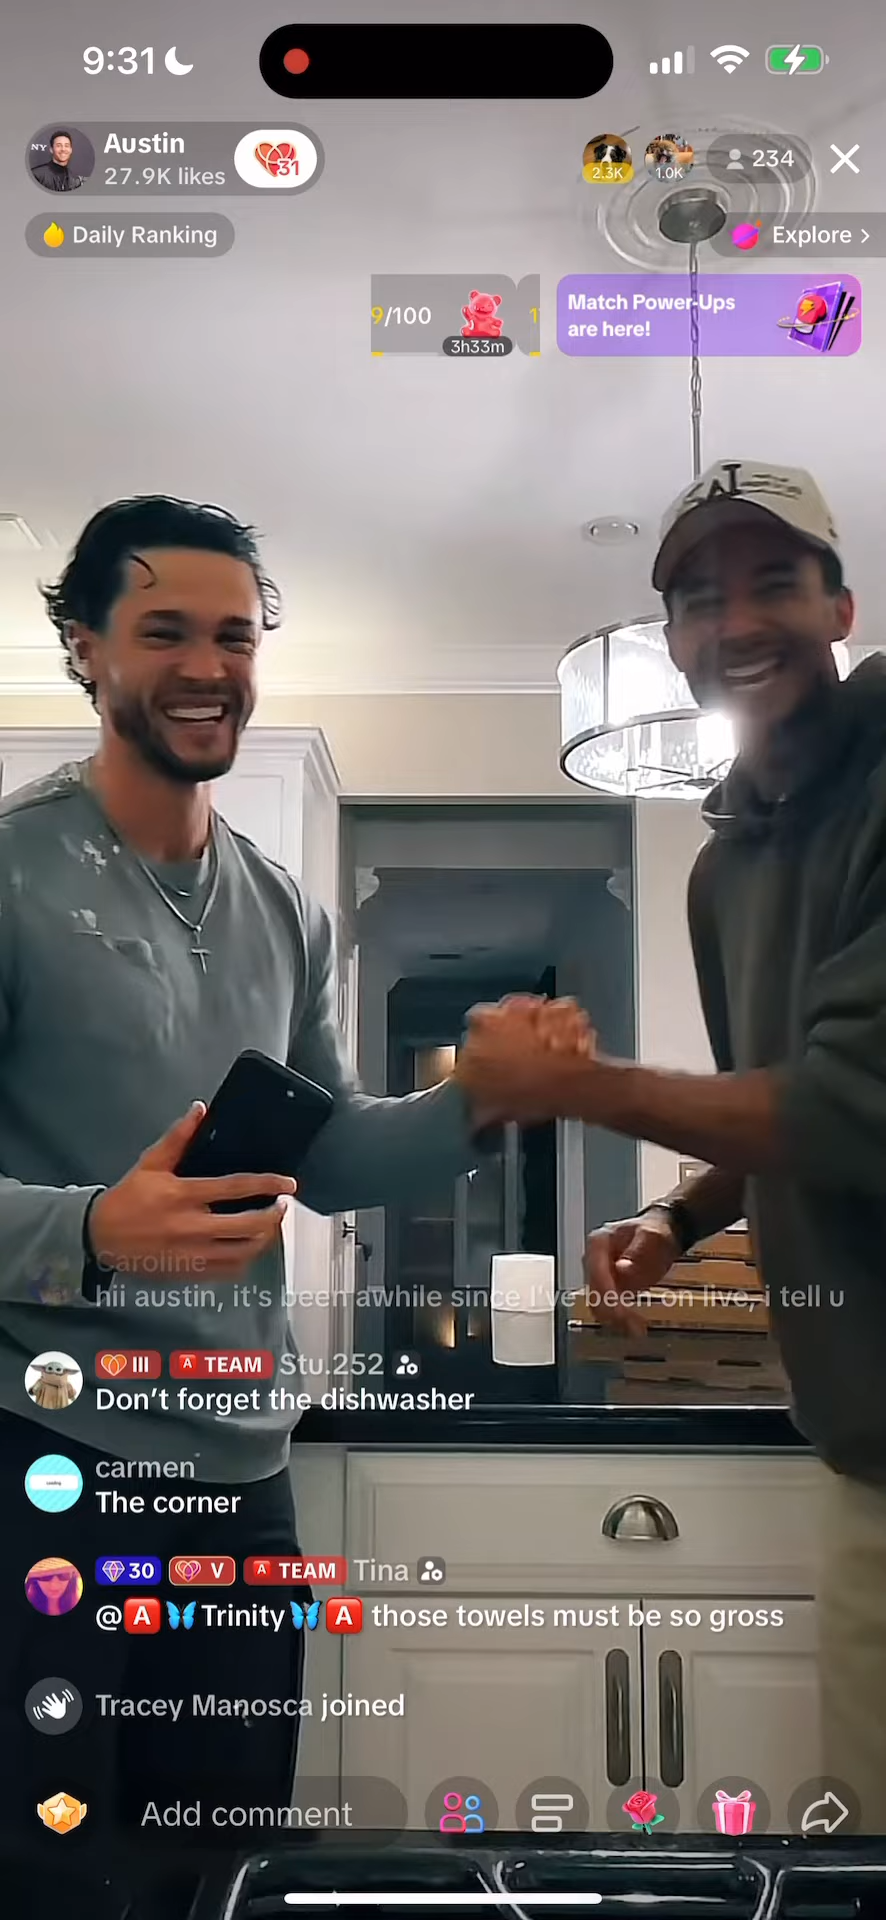 9:31
Austin
27.9K likes
31
2.3K
1.0K
234
Daily Ranking
Explore >
9/100
3h33m
Match Power-Ups
are here!
Caroline
hii austin, it's been awhile since I've been on live, i tell u
III A TEAM Stu.252
Don't forget the dishwasher
carmen
The corner
30 V A TEAM Tina
@🅰️🦋Trinity🦋🅰️ those towels must be so gross
Tracey Manosca joined
Add comment